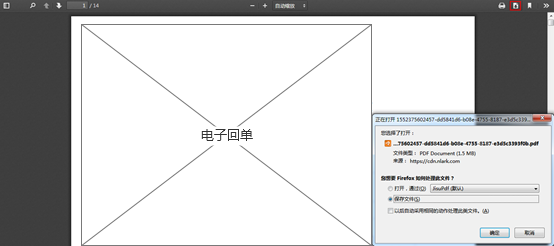 1 / 14
自动缩放
电子回单
正在打开 1552375602457-dd5841d6-b08e-4755-8187-e3d5c3393...
您选择了打开:
...75602457-dd5841d6-b08e-4755-8187-e3d5c3393f0b.pdf
文件类型: PDF Document (1.5 MB)
来源: https://cdn.nlark.com
您想要 Firefox 如何处理此文件?
打开，通过(O) JisuPdf (默认)
保存文件(S)
以后自动采用相同的动作处理此类文件。(A)
确定 取消